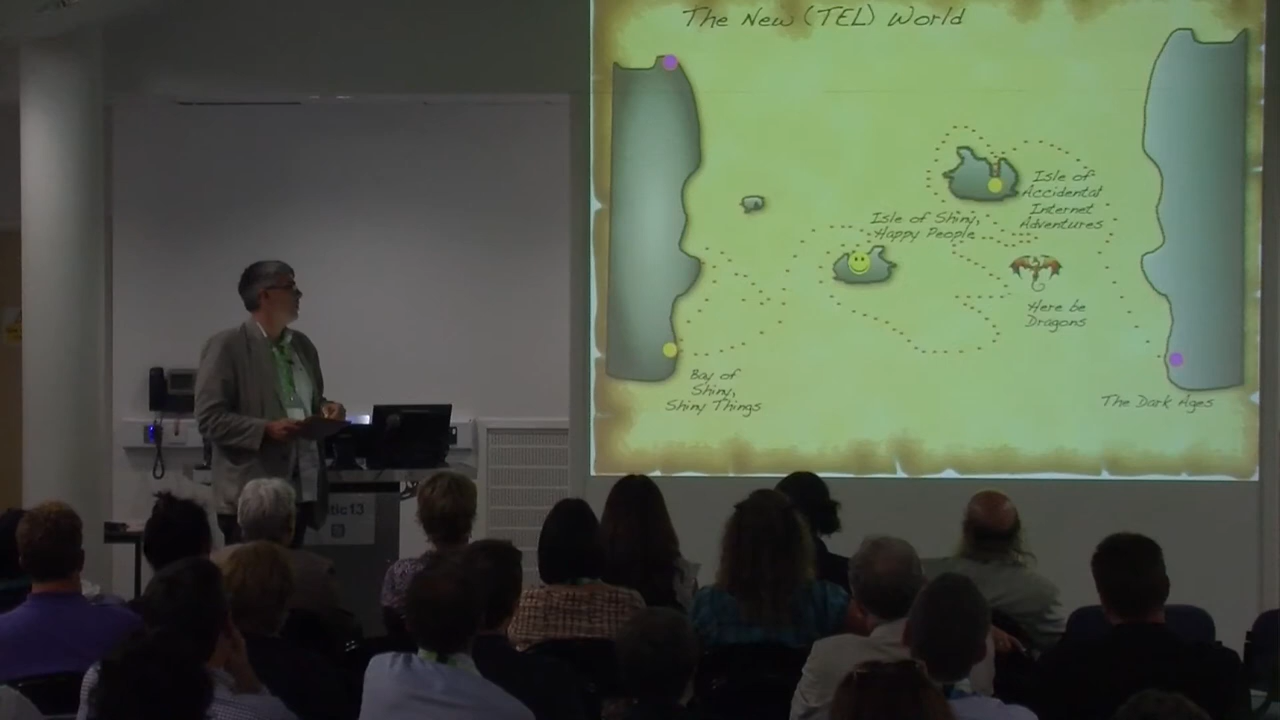 The New (TEL) World
Isle of
Accidental
Internet
Adventures
Isle of Shiny,
Happy People
Here be
Dragons
Bay of
Shiny,
Shiny Things
The Dark Ages
tic13